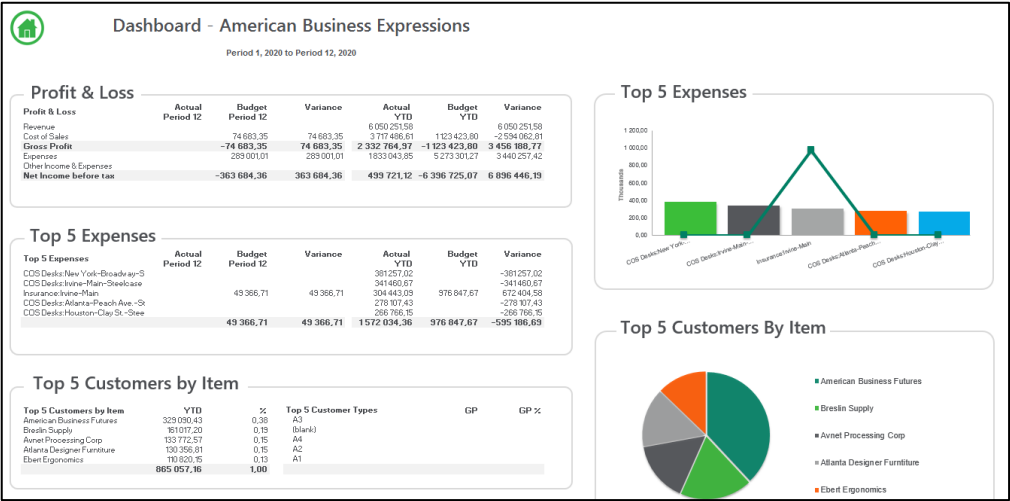 Dashboard - American Business Expressions
Period 1, 2020 to Period 12, 2020
Profit & Loss
Profit & Loss Actual Period 12 Budget Period 12 Variance Actual YTD Budget YTD Variance
Revenue 6 050 251,58 6 050 251,58
Cost of Sales 74 683,35 74 683,35 3 717 486,61 1 123 423,80 -2 594 062,81
Gross Profit -74 683,35 74 683,35 2 332 764,97 -1 123 423,80 3 456 188,77
Expenses 289 001,01 289 001,01 1 833 043,85 5 273 301,27 3 440 257,42
Other Income & Expenses
Net Income before tax -363 684,36 363 684,36 499 721,12 -6 396 725,07 6 896 446,19
Top 5 Expenses
Top 5 Expenses Actual Period 12 Budget Period 12 Variance Actual YTD Budget YTD Variance
COS Desks:New York-Broadway-S 381 257,02 -381 257,02
COS Desks:Irvine-Main-Steelcase 341 460,67 -341 460,67
Insurance:Irvine-Main 49 366,71 49 366,71 304 443,09 976 847,67 672 404,58
COS Desks:Atlanta-Peach Ave.-St 278 107,43 -278 107,43
COS Desks:Houston-Clay St.-Stee 266 766,15 -266 766,15
49 366,71 49 366,71 1 572 034,36 976 847,67 -595 186,69
Top 5 Customers by Item
Top 5 Customers by Item YTD %
American Business Futures 329 090,43 0,38
Breslin Supply 161 017,20 0,19
Avnet Processing Corp 133 772,57 0,15
Atlanta Designer Furntiture 130 356,81 0,15
Ebert Ergonomics 110 820,15 0,13
865 057,16 1,00
Top 5 Customer Types GP GP %
A3
(blank)
A4
A2
A1
Top 5 Expenses
Thousands
1 200,00
1 000,00
800,00
600,00
400,00
200,00
0,00
COS Desks:New York-...
COS Desks:Irvine-Main-...
Insurance:Irvine-Main
COS Desks:Atlanta-Peach...
COS Desks:Houston-Clay...
Top 5 Customers By Item
American Business Futures
Breslin Supply
Avnet Processing Corp
Atlanta Designer Furntiture
Ebert Ergonomics